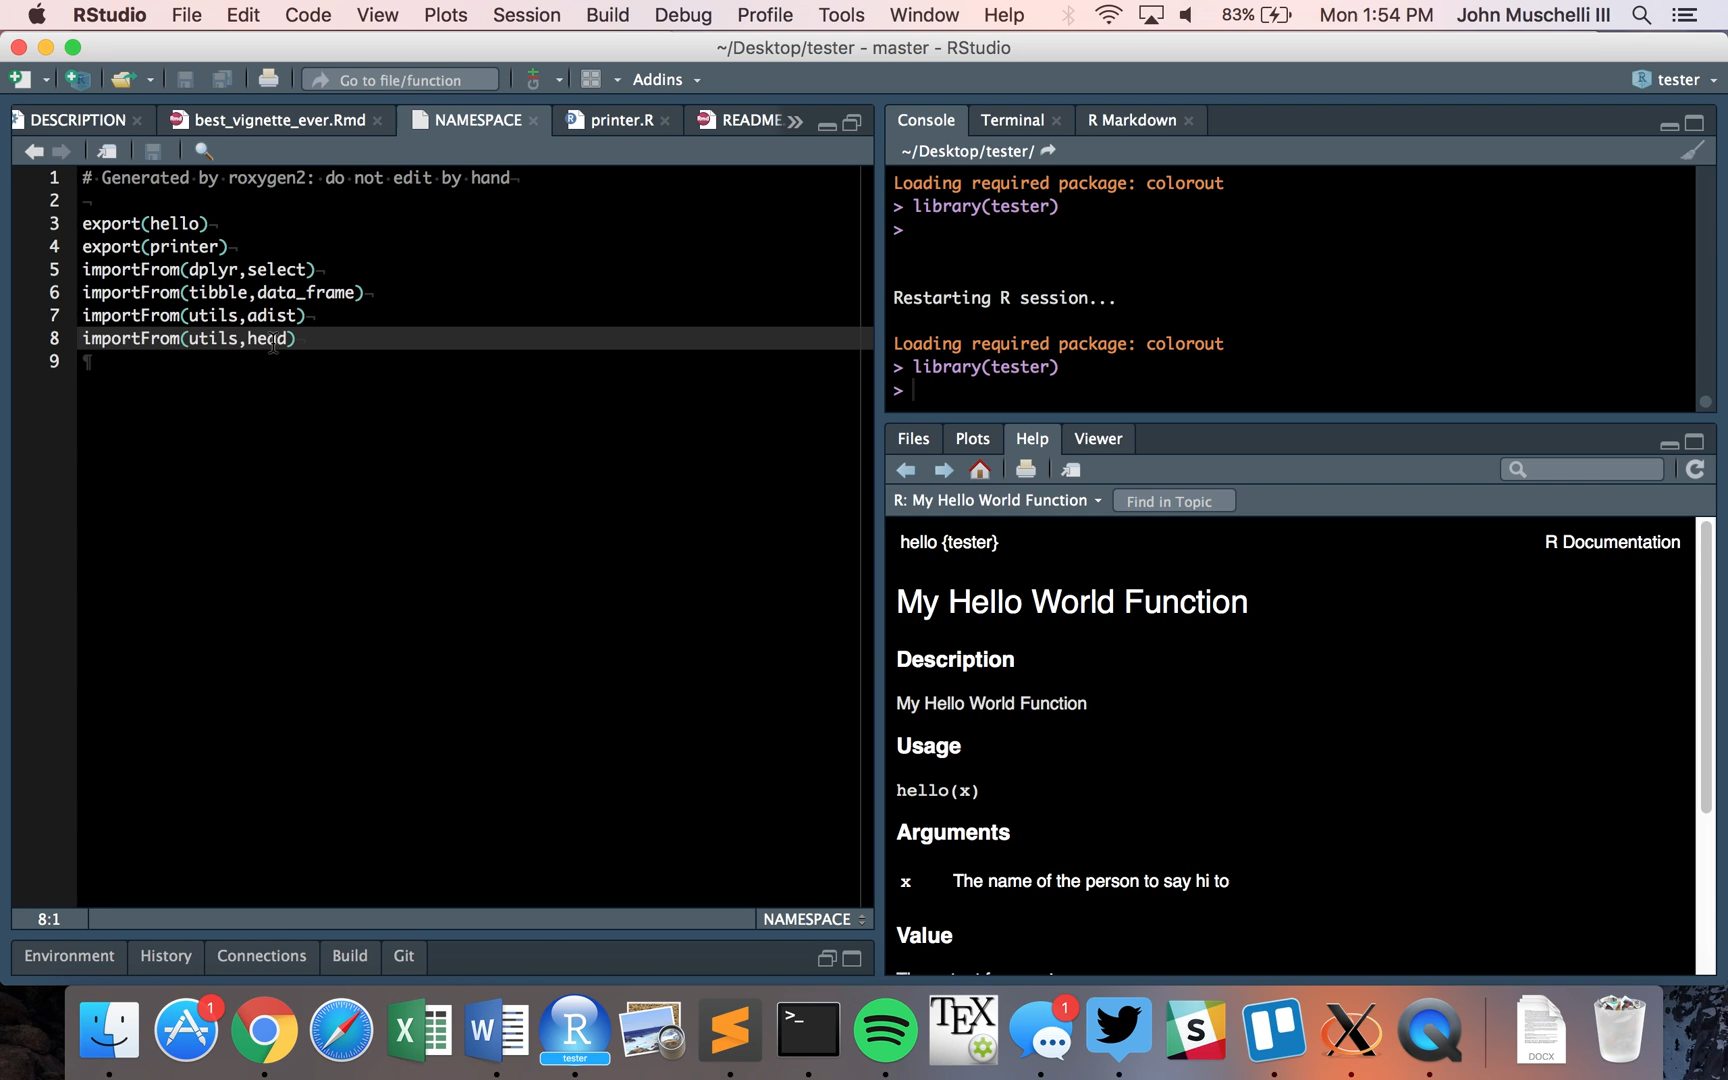 RStudio File Edit Code View Plots Session Build Debug Profile Tools Window Help 83% Mon 1:54 PM John Muschelli III
~/Desktop/tester - master - RStudio
Go to file/function Addins tester
DESCRIPTION best_vignette_ever.Rmd NAMESPACE printer.R README
1 # Generated by roxygen2: do not edit by hand
2
3 export(hello)
4 export(printer)
5 importFrom(dplyr,select)
6 importFrom(tibble,data_frame)
7 importFrom(utils,adist)
8 importFrom(utils,head)
9
8:1 NAMESPACE
Environment History Connections Build Git
Console Terminal R Markdown
~/Desktop/tester/
Loading required package: colorout
> library(tester)
>
Restarting R session...
Loading required package: colorout
> library(tester)
>
Files Plots Help Viewer
R: My Hello World Function Find in Topic
hello {tester} R Documentation
My Hello World Function
Description
My Hello World Function
Usage
hello(x)
Arguments
x The name of the person to say hi to
Value
1 X W R tester >_ TEX 1 S X DOCX